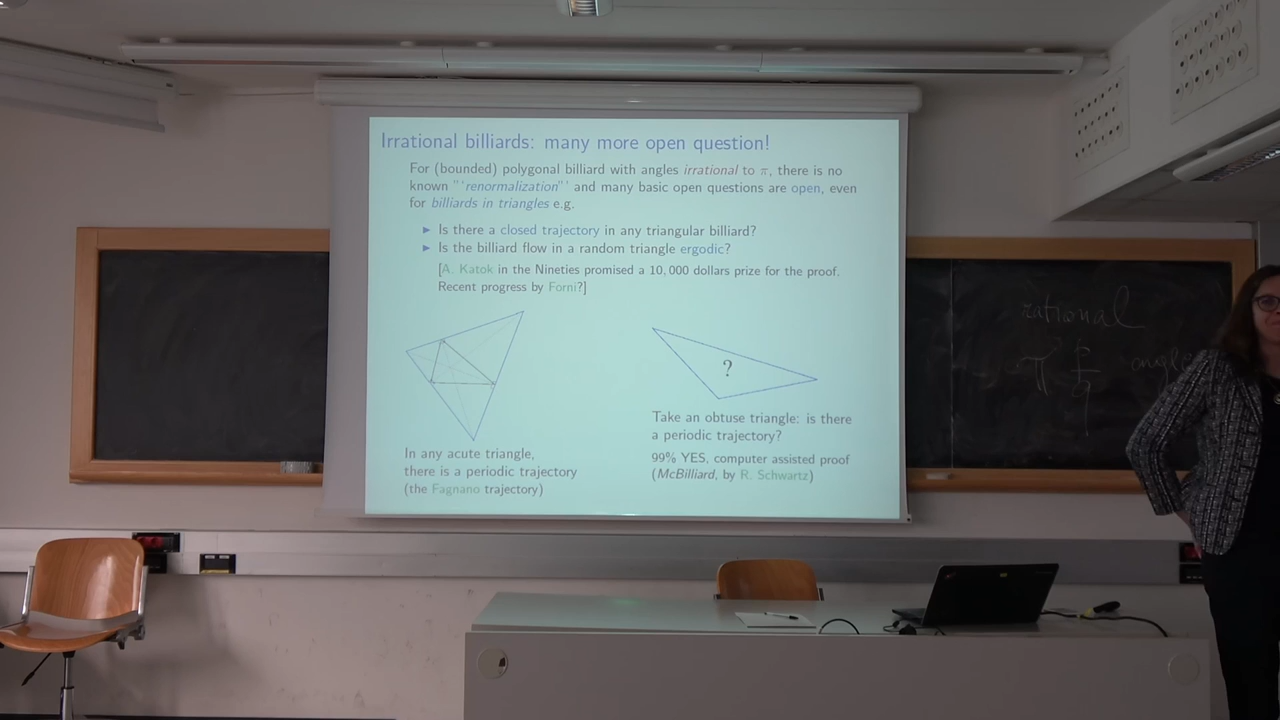 Irrational billiards: many more open question!
For (bounded) polygonal billiard with angles irrational to π, there is no
known "'renormalization"' and many basic open questions are open, even
for billiards in triangles e.g.
▶ Is there a closed trajectory in any triangular billiard?
▶ Is the billiard flow in a random triangle ergodic?
[A. Katok in the Nineties promised a 10,000 dollars prize for the proof.
Recent progress by Forni?]
?
In any acute triangle,
there is a periodic trajectory
(the Fagnano trajectory)
Take an obtuse triangle: is there
a periodic trajectory?
99% YES, computer assisted proof
(McBilliard, by R. Schwartz)
rational
π p/q angle